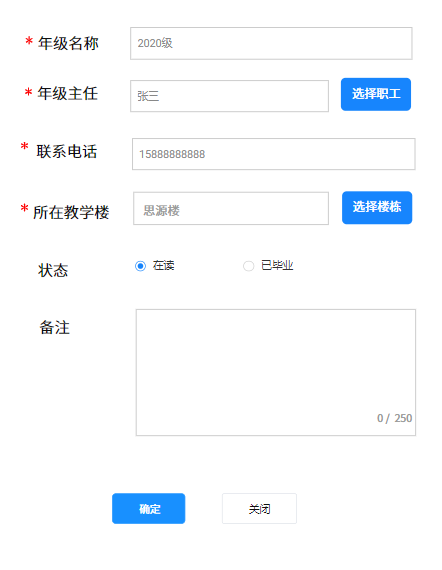 * 年级名称 2020级
* 年级主任 张三 选择职工
* 联系电话 15888888888
* 所在教学楼 思源楼 选择楼栋
状态 在读 已毕业
备注
0 / 250
确定 关闭